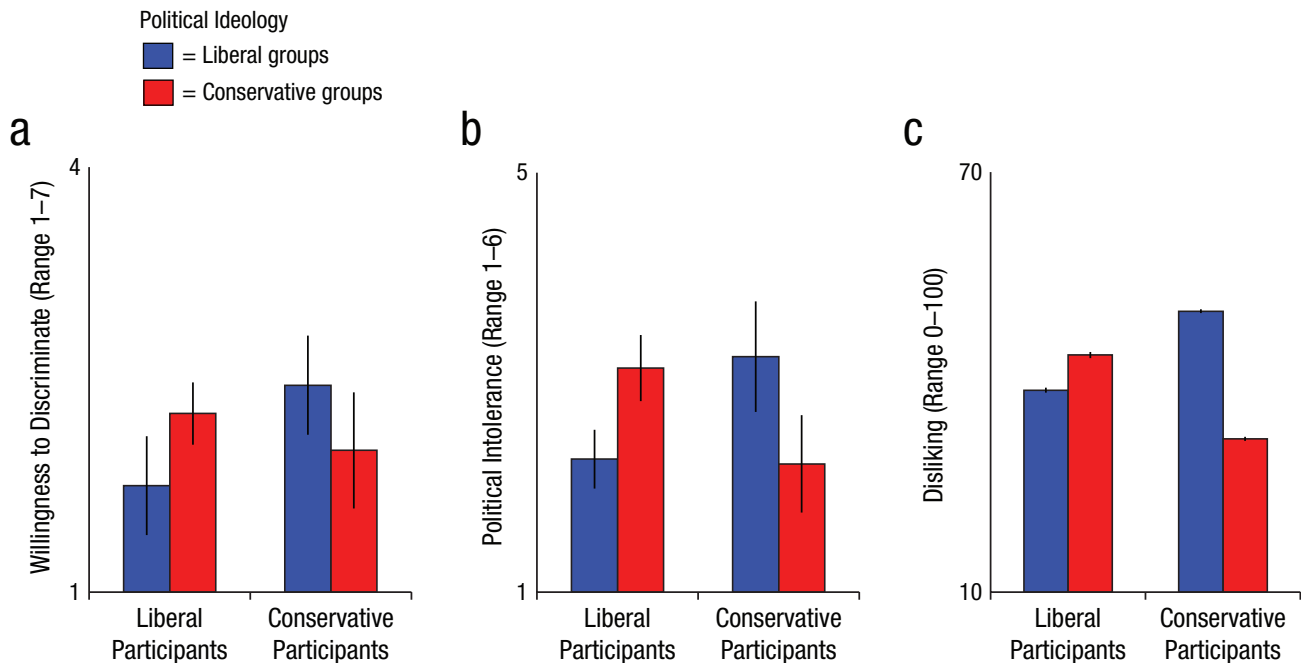 Political Ideology
= Liberal groups
= Conservative groups
a
4
Willingness to Discriminate (Range 1–7)
1
Liberal
Participants
Conservative
Participants
b
5
Political Intolerance (Range 1–6)
1
Liberal
Participants
Conservative
Participants
c
70
Disliking (Range 0–100)
10
Liberal
Participants
Conservative
Participants